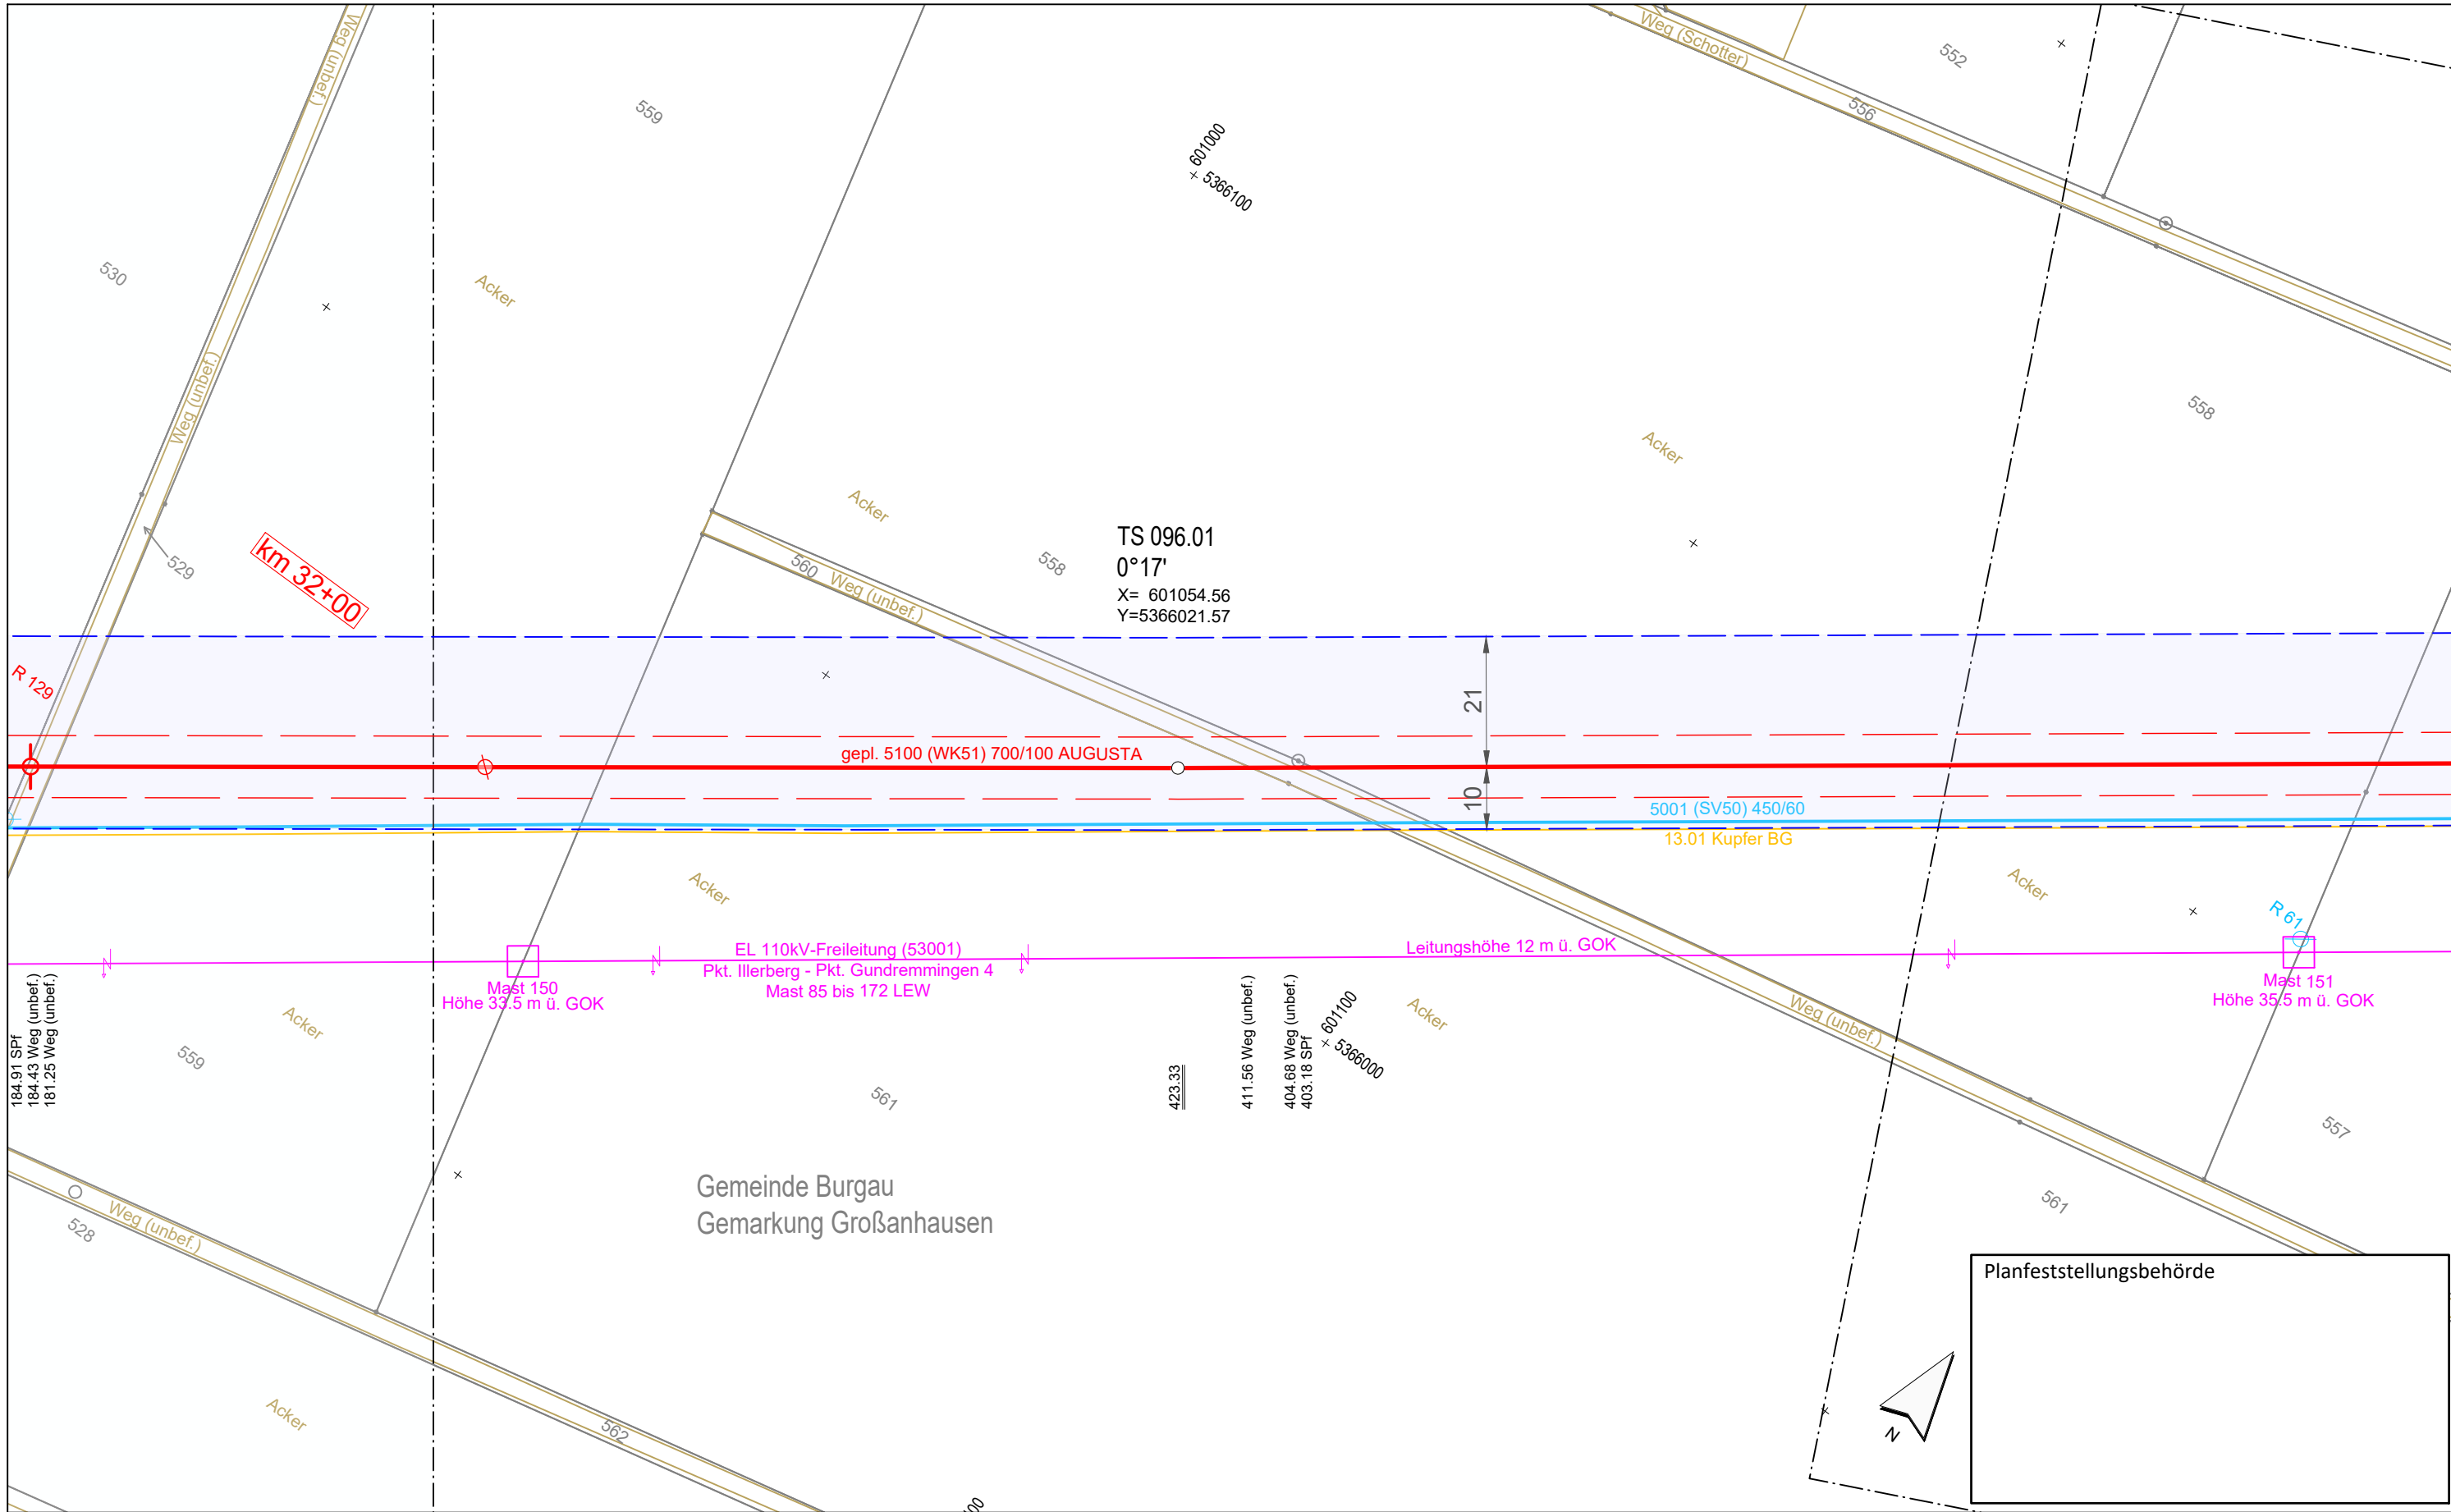 Weg (unbef.)
Weg (Schotter)
552
556
559
601000
5366100
530
Acker
558
Weg (unbef.)
Acker
Acker
529
km 32+00
560
Weg (unbef.)
558
TS 096.01
0°17'
X= 601054.56
Y=5366021.57
R 129
21
gepl. 5100 (WK51) 700/100 AUGUSTA
10
5001 (SV50) 450/60
13.01 Kupfer BG
Acker
Acker
R 61
EL 110kV-Freileitung (53001)
Pkt. Illerberg - Pkt. Gundremmingen 4
Mast 85 bis 172 LEW
Leitungshöhe 12 m ü. GOK
Mast 150
Höhe 33.5 m ü. GOK
Mast 151
Höhe 35.5 m ü. GOK
184.91 SPf
184.43 Weg (unbef.)
181.25 Weg (unbef.)
Acker
559
561
423.33
411.56 Weg (unbef.)
404.68 Weg (unbef.)
403.18 SPf
601100
5366000
Acker
Weg (unbef.)
557
561
Gemeinde Burgau
Gemarkung Großanhausen
528
Weg (unbef.)
Acker
562
Planfeststellungsbehörde
N